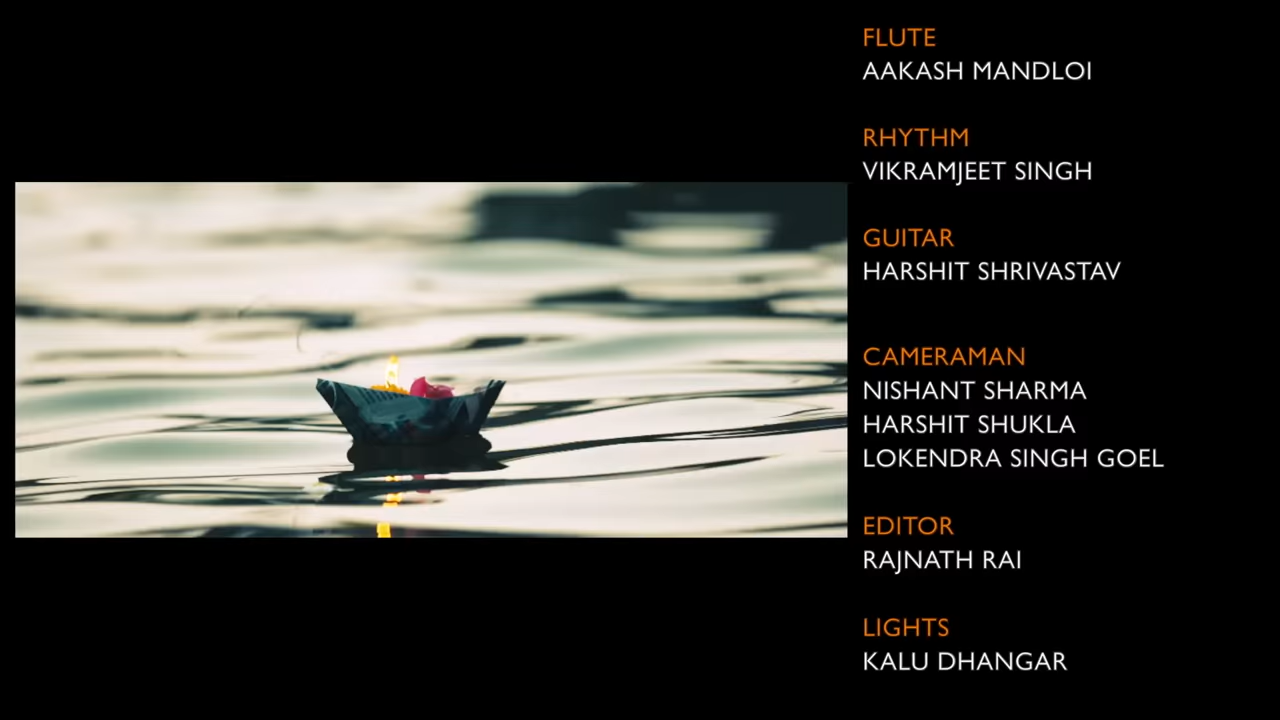 FLUTE
AAKASH MANDLOI
RHYTHM
VIKRAMJEET SINGH
GUITAR
HARSHIT SHRIVASTAV
CAMERAMAN
NISHANT SHARMA
HARSHIT SHUKLA
LOKENDRA SINGH GOEL
EDITOR
RAJNATH RAI
LIGHTS
KALU DHANGAR